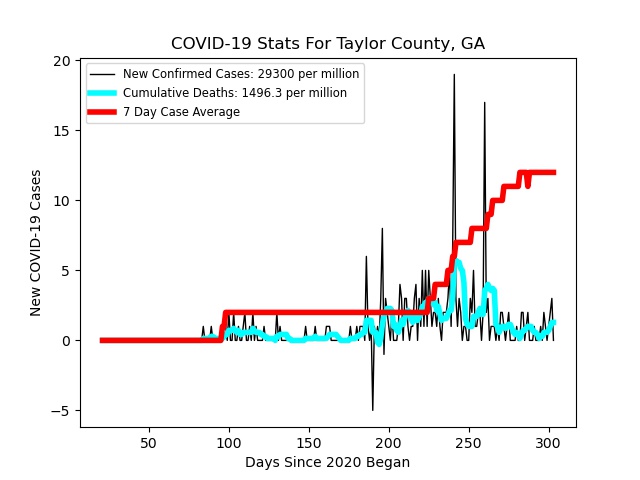 COVID-19 Stats For Taylor County, GA
New Confirmed Cases: 29300 per million
Cumulative Deaths: 1496.3 per million
7 Day Case Average
20
15
10
5
0
−5
New COVID-19 Cases
50 100 150 200 250 300
Days Since 2020 Began